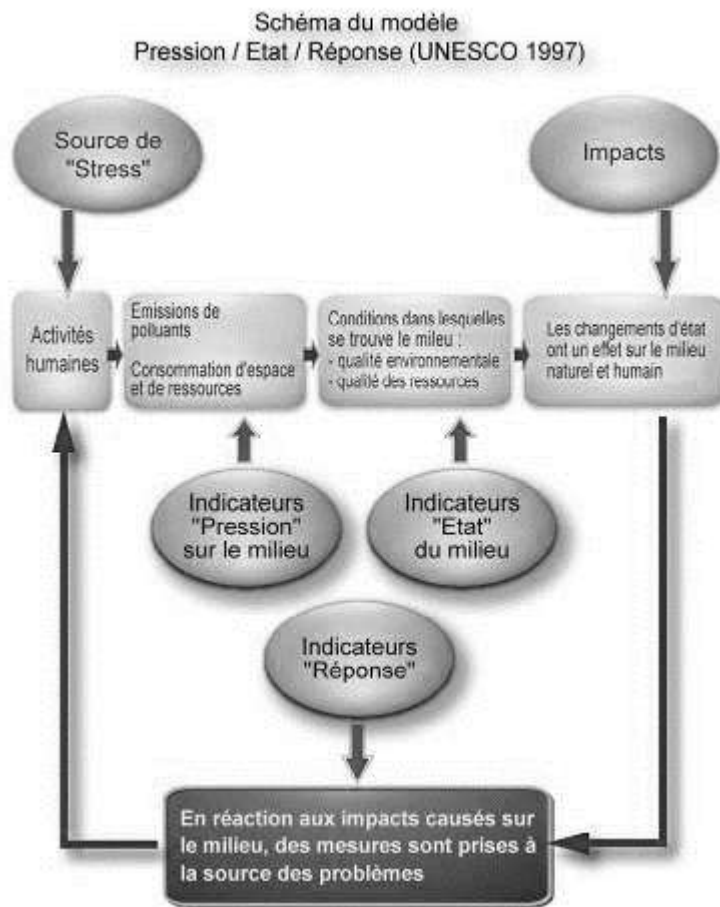 Schéma du modèle
Pression / Etat / Réponse (UNESCO 1997)
Source de
"Stress"
Impacts
Activités
humaines
Emissions de
polluants
Consommation d'espace
et de ressources
Conditions dans lesquelles
se trouve le milieu :
- qualité environnementale
- qualité des ressources
Les changements d'état
ont un effet sur le milieu
naturel et humain
Indicateurs
"Pression"
sur le milieu
Indicateurs
"Etat"
du milieu
Indicateurs
"Réponse"
En réaction aux impacts causés sur
le milieu, des mesures sont prises à
la source des problèmes